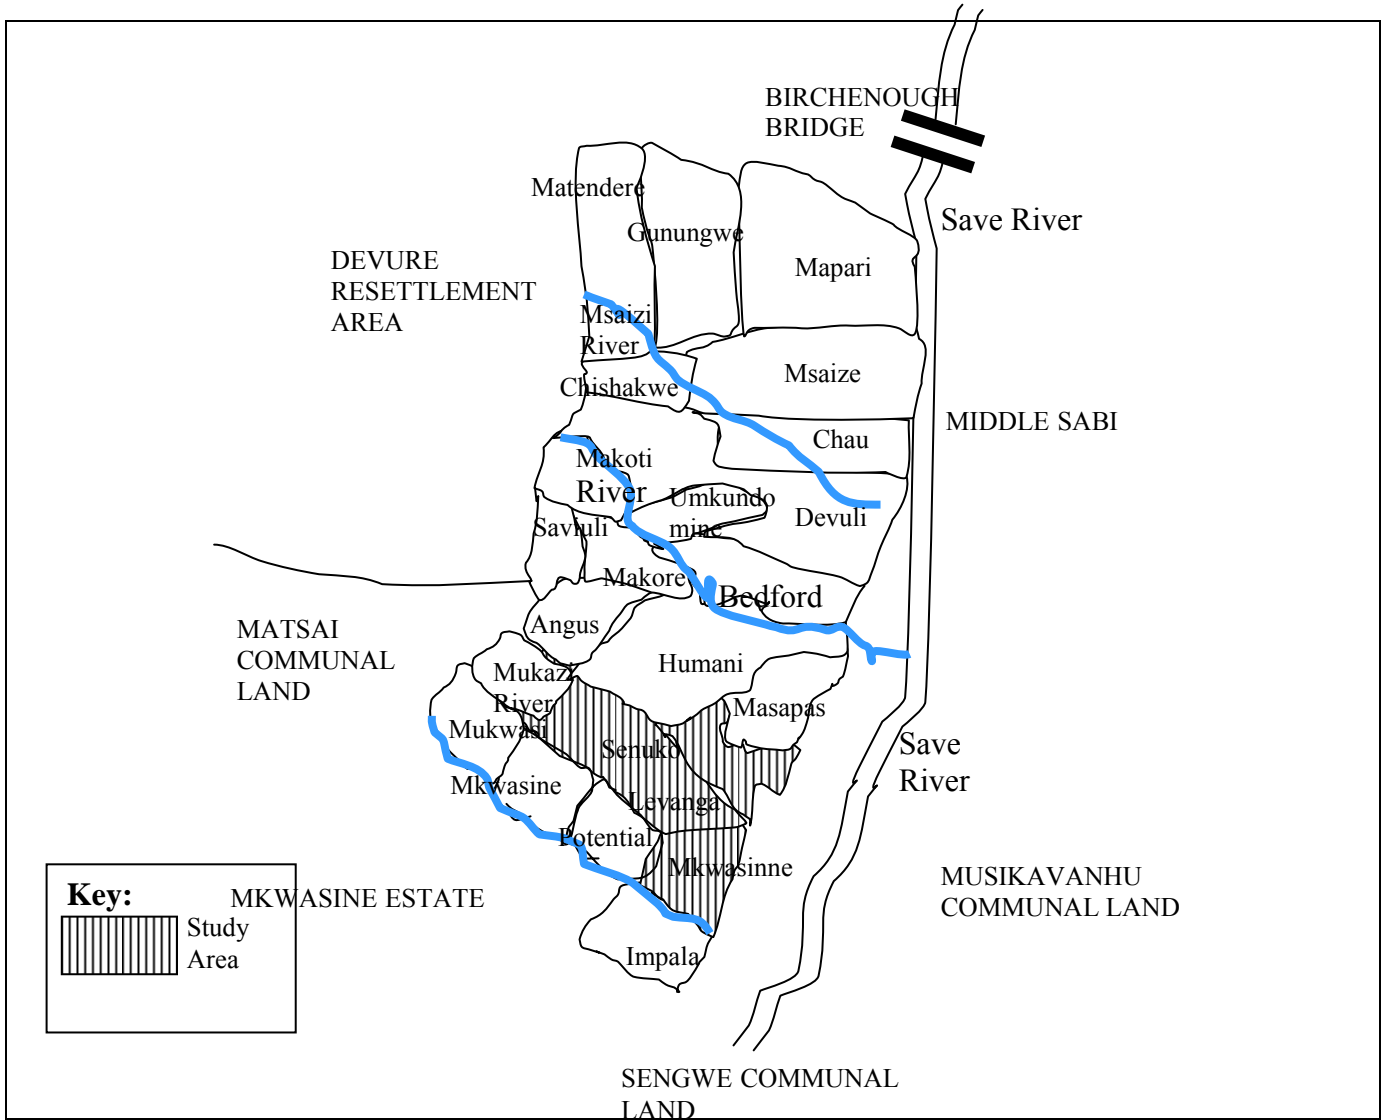 BIRCHENOUGH
BRIDGE
Matendere
Save River
Gunungwe
DEVURE
RESETTLEMENT
AREA
Mapari
Msaizi
River
Msaize
Chishakwe
MIDDLE SABI
Chau
Makoti
River
Umkundo
mine
Devuli
Saviuli
Makore
Bedford
Angus
MATSAI
COMMUNAL
LAND
Humani
Mukazi
River
Masapas
Mukwasi
Senuko
Save
River
Mkwasine
Levanga
Potential
Mkwasinne
MUSIKAVANHU
COMMUNAL LAND
Key:
MKWASINE ESTATE
Study
Area
Impala
SENGWE COMMUNAL
LAND